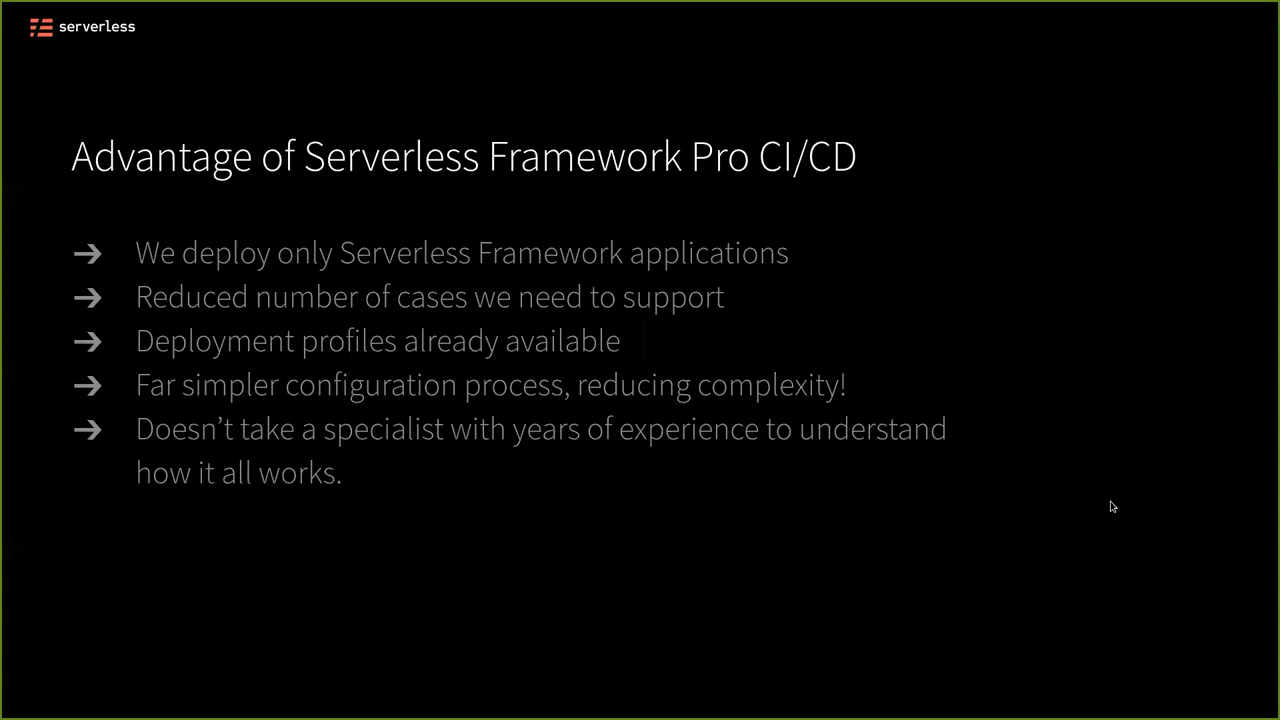 serverless
Advantage of Serverless Framework Pro CI/CD
➔ We deploy only Serverless Framework applications
➔ Reduced number of cases we need to support
➔ Deployment profiles already available
➔ Far simpler configuration process, reducing complexity!
➔ Doesn’t take a specialist with years of experience to understand
how it all works.